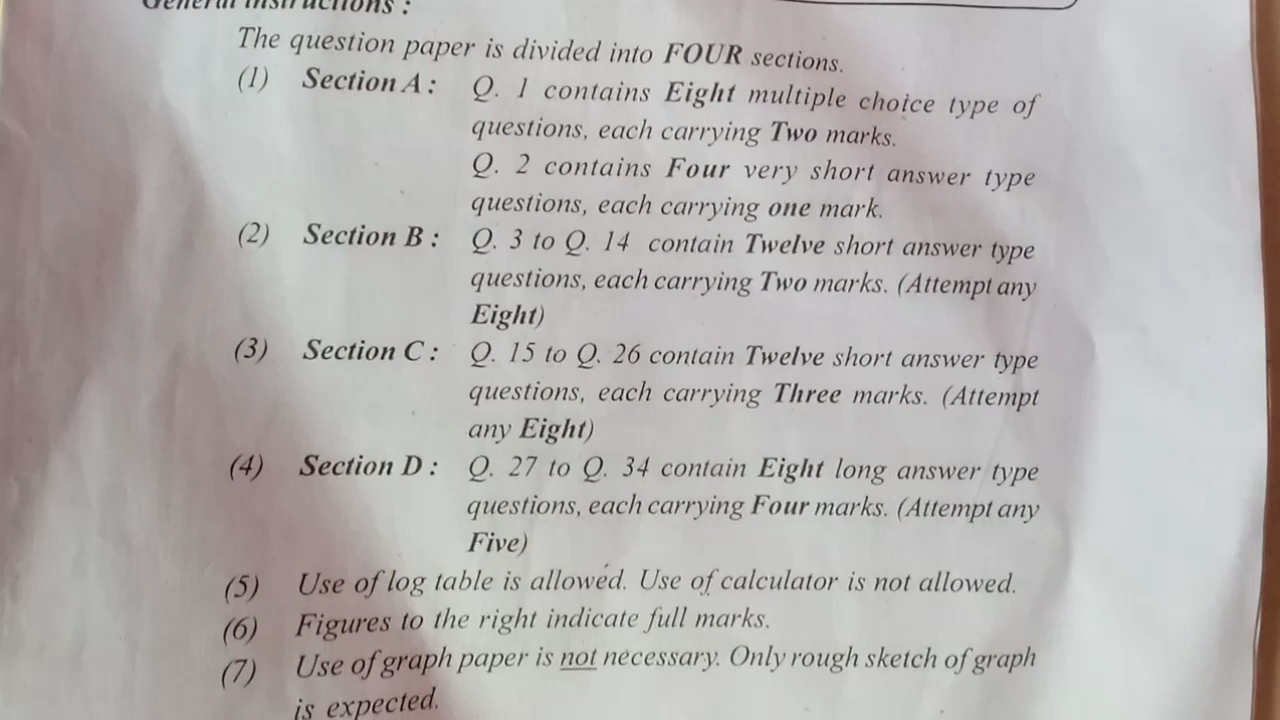 General Instructions :
The question paper is divided into FOUR sections.
(1) Section A : Q. 1 contains Eight multiple choice type of
questions, each carrying Two marks.
Q. 2 contains Four very short answer type
questions, each carrying one mark.
(2) Section B : Q. 3 to Q. 14 contain Twelve short answer type
questions, each carrying Two marks. (Attempt any
Eight)
(3) Section C : Q. 15 to Q. 26 contain Twelve short answer type
questions, each carrying Three marks. (Attempt
any Eight)
(4) Section D : Q. 27 to Q. 34 contain Eight long answer type
questions, each carrying Four marks. (Attempt any
Five)
(5) Use of log table is allowed. Use of calculator is not allowed.
(6) Figures to the right indicate full marks.
(7) Use of graph paper is not necessary. Only rough sketch of graph
is expected.